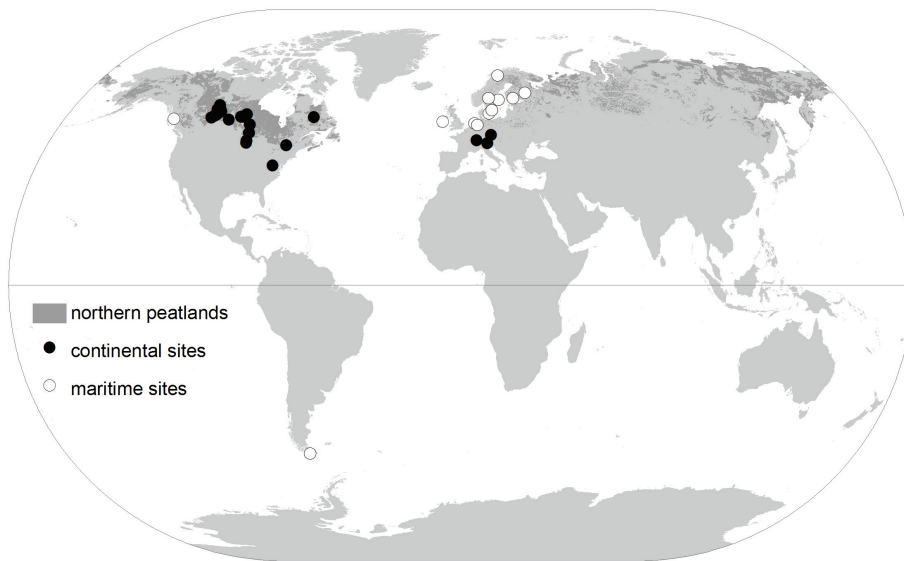 northern peatlands
continental sites
maritime sites